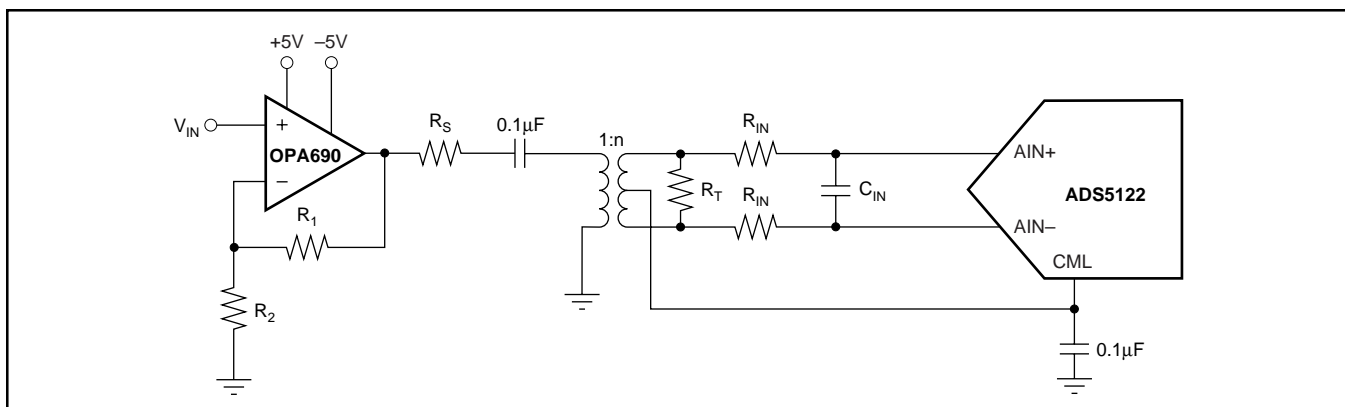 +5V
–5V
V_IN
+
OPA690
–
R_S
0.1µF
1:n
R_IN
AIN+
R_1
R_T
R_IN
C_IN
ADS5122
AIN–
CML
R_2
0.1µF